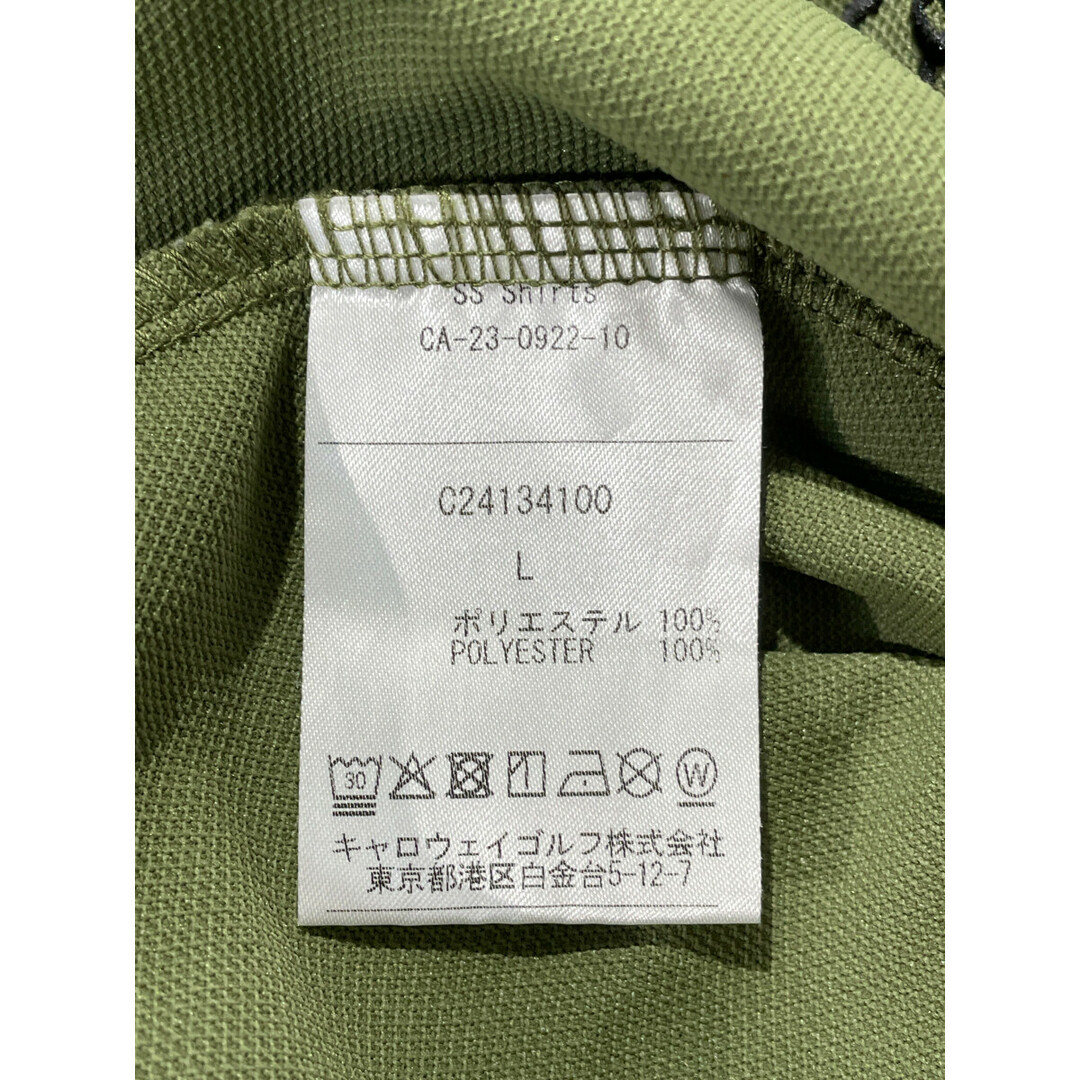 SS Shirts
CA-23-0922-10
C24134100
L
ポリエステル 100%
POLYESTER 100%
30 W
キャロウェイゴルフ株式会社
東京都港区白金台5-12-7